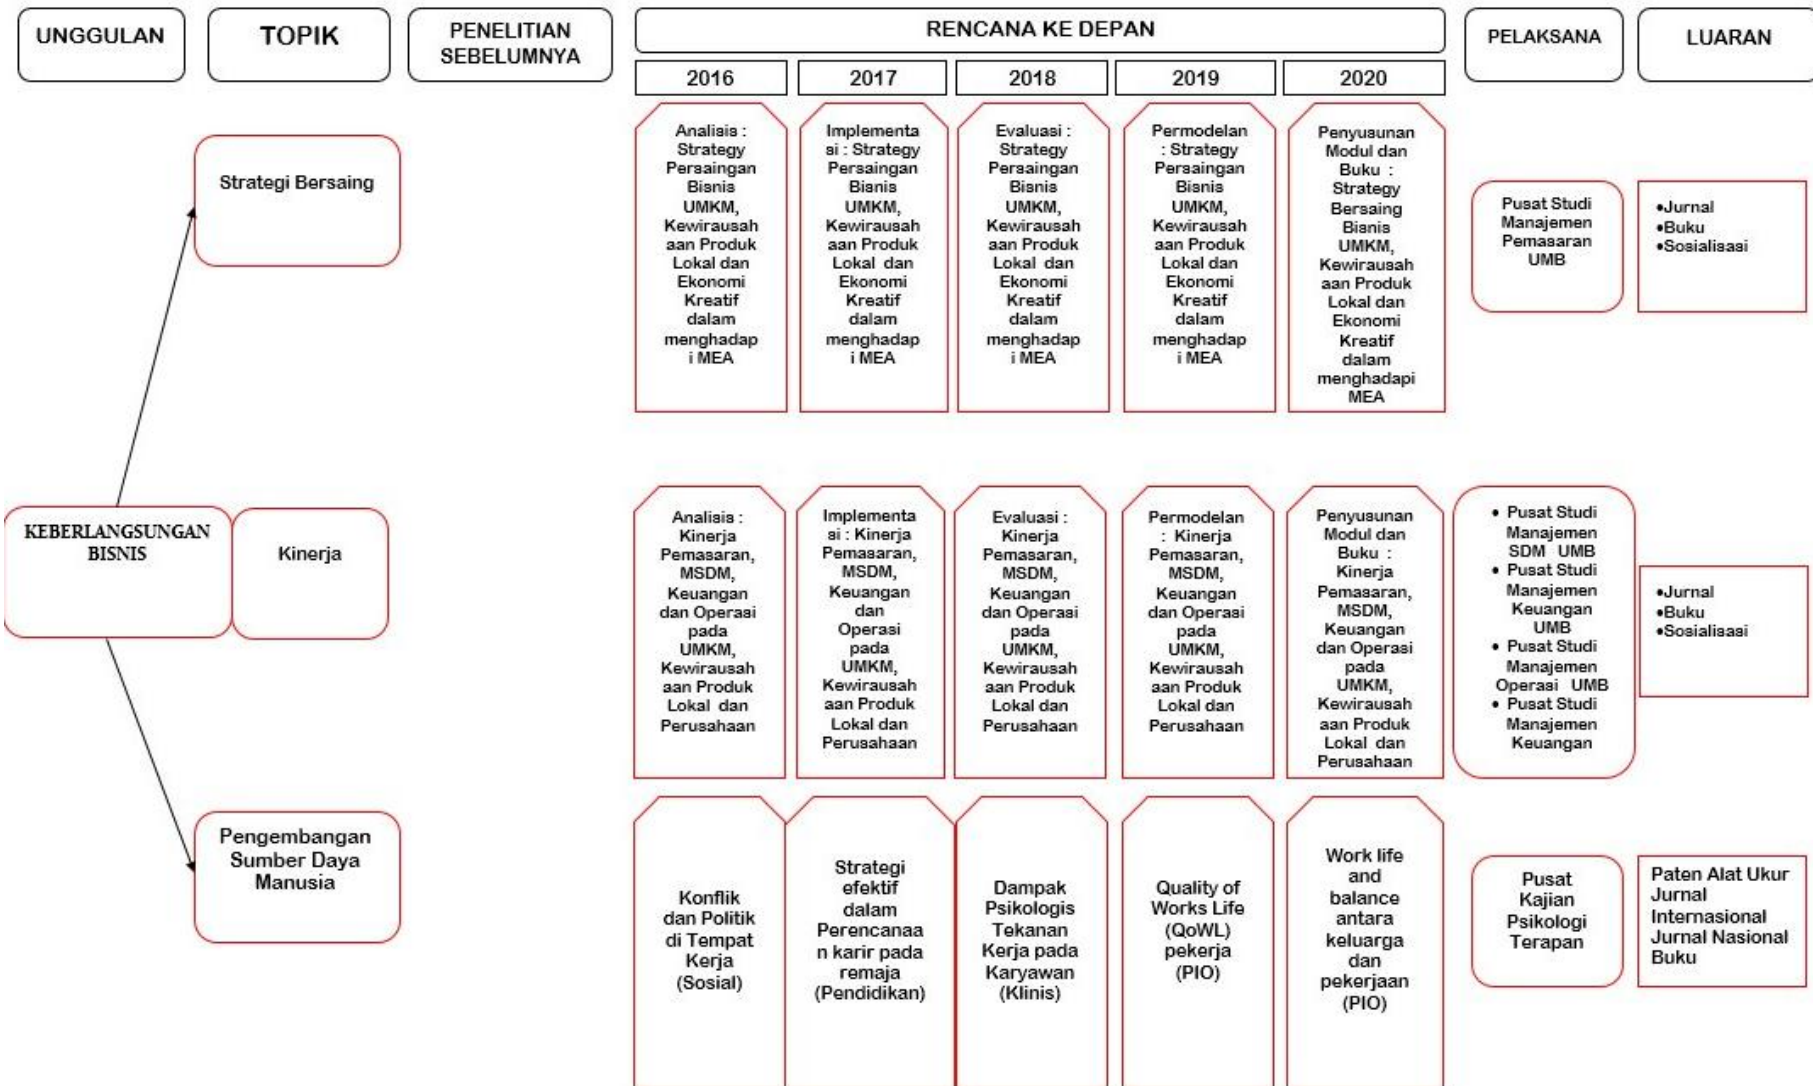 UNGGULAN
TOPIK
PENELITIAN
SEBELUMNYA
RENCANA KE DEPAN
PELAKSANA
LUARAN
2016
2017
2018
2019
2020
Strategi Bersaing
Analisis :
Strategy
Persaingan
Bisnis
UMKM,
Kewirausah
aan Produk
Lokal dan
Ekonomi
Kreatif
dalam
menghadap
i MEA
Implementa
si : Strategy
Persaingan
Bisnis
UMKM,
Kewirausah
aan Produk
Lokal dan
Ekonomi
Kreatif
dalam
menghadap
i MEA
Evaluasi :
Strategy
Persaingan
Bisnis
UMKM,
Kewirausah
aan Produk
Lokal dan
Ekonomi
Kreatif
dalam
menghadap
i MEA
Permodelan
: Strategy
Persaingan
Bisnis
UMKM,
Kewirausah
aan Produk
Lokal dan
Ekonomi
Kreatif
dalam
menghadap
i MEA
Penyusunan
Modul dan
Buku :
Strategy
Bersaing
Bisnis
UMKM,
Kewirausah
aan Produk
Lokal dan
Ekonomi
Kreatif
dalam
menghadapi
MEA
Pusat Studi
Manajemen
Pemasaran
UMB
•Jurnal
•Buku
•Sosialisasi
KEBERLANGSUNGAN
BISNIS
Kinerja
Analisis :
Kinerja
Pemasaran,
MSDM,
Keuangan
dan Operasi
pada
UMKM,
Kewirausah
aan Produk
Lokal dan
Perusahaan
Implementa
si : Kinerja
Pemasaran,
MSDM,
Keuangan
dan
Operasi
pada
UMKM,
Kewirausah
aan Produk
Lokal dan
Perusahaan
Evaluasi :
Kinerja
Pemasaran,
MSDM,
Keuangan
dan Operasi
pada
UMKM,
Kewirausah
aan Produk
Lokal dan
Perusahaan
Permodelan
: Kinerja
Pemasaran,
MSDM,
Keuangan
dan Operasi
pada
UMKM,
Kewirausah
aan Produk
Lokal dan
Perusahaan
Penyusunan
Modul dan
Buku :
Kinerja
Pemasaran,
MSDM,
Keuangan
dan Operasi
pada
UMKM,
Kewirausah
aan Produk
Lokal dan
Perusahaan
• Pusat Studi
Manajemen
SDM UMB
• Pusat Studi
Manajemen
Keuangan
UMB
• Pusat Studi
Manajemen
Operasi UMB
• Pusat Studi
Manajemen
Keuangan
•Jurnal
•Buku
•Sosialisasi
Pengembangan
Sumber Daya
Manusia
Konflik
dan Politik
di Tempat
Kerja
(Sosial)
Strategi
efektif
dalam
Perencanaa
n karir pada
remaja
(Pendidikan)
Dampak
Psikologis
Tekanan
Kerja pada
Karyawan
(Klinis)
Quality of
Works Life
(QoWL)
pekerja
(PIO)
Work life
and
balance
antara
keluarga
dan
pekerjaan
(PIO)
Pusat
Kajian
Psikologi
Terapan
Paten Alat Ukur
Jurnal
Internasional
Jurnal Nasional
Buku